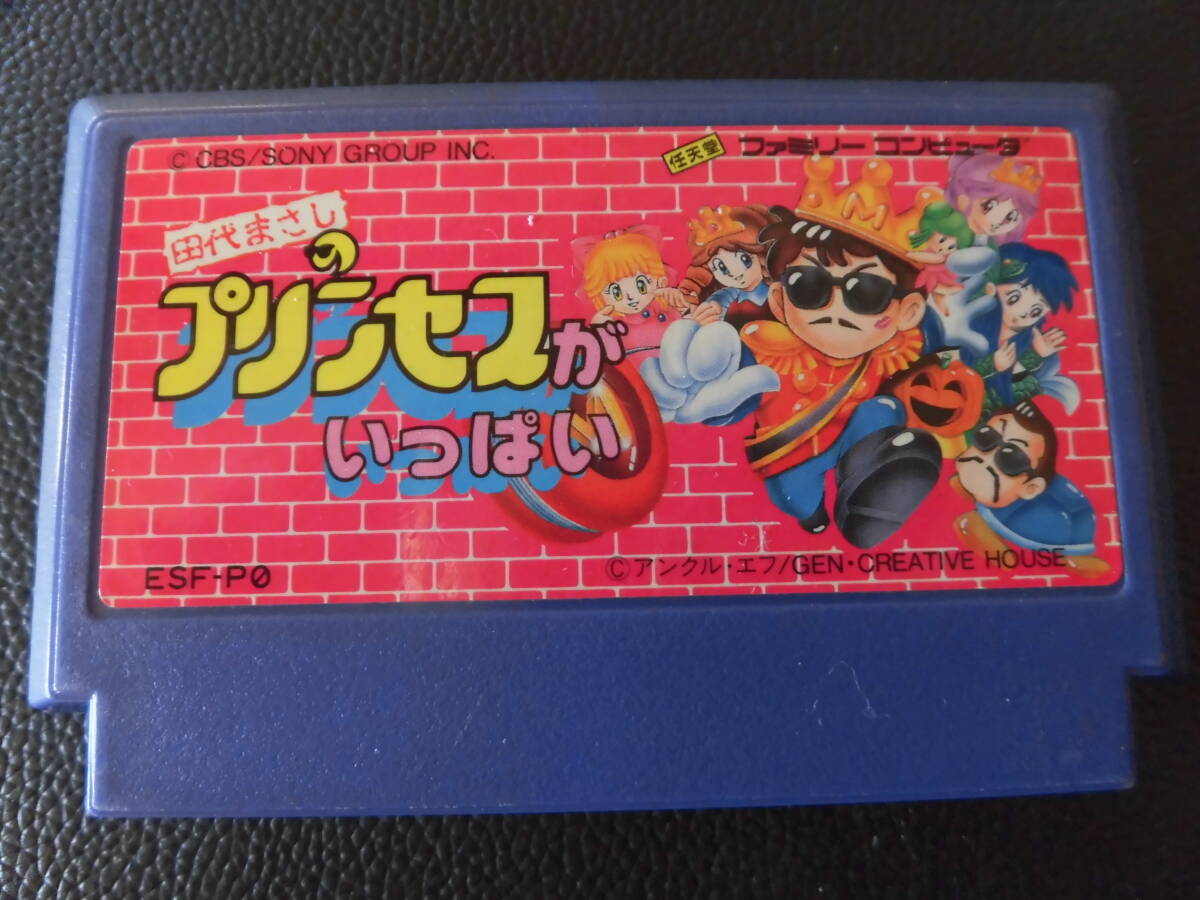 © CBS/SONY GROUP INC.
任天堂 ファミリー コンピュータ™
田代まさしの
プリンセスが
いっぱい
M
ESF-P0
©アンクル・エフ/GEN・CREATIVE HOUSE